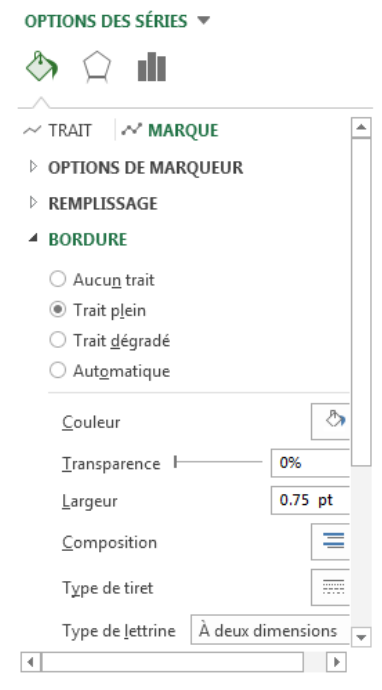 OPTIONS DES SÉRIES
TRAIT MARQUE
OPTIONS DE MARQUEUR
REMPLISSAGE
BORDURE
Aucun trait
Trait plein
Trait dégradé
Automatique
Couleur
Transparence 0%
Largeur 0.75 pt
Composition
Type de tiret
Type de lettrine À deux dimensions